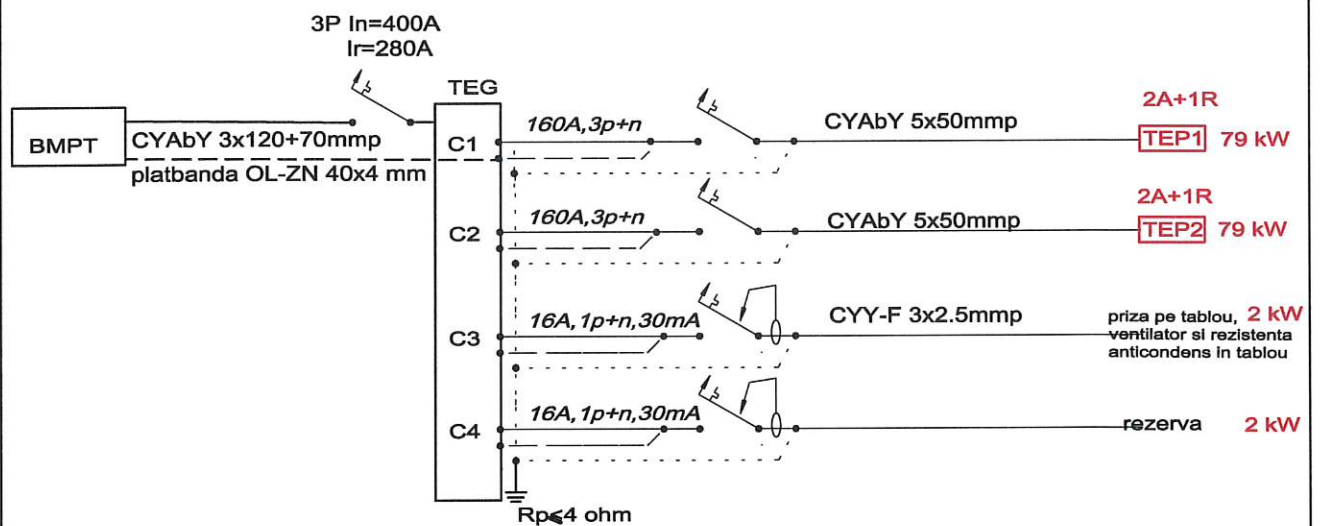 3P In=400A
Ir=280A
TEG
BMPT
CYAbY 3x120+70mmp
platbanda OL-ZN 40x4 mm
C1
160A,3p+n
CYAbY 5x50mmp
2A+1R
TEP1 79 kW
C2
160A,3p+n
CYAbY 5x50mmp
2A+1R
TEP2 79 kW
C3
16A,1p+n,30mA
CYY-F 3x2.5mmp
priza pe tablou, 2 kW
ventilator si rezistenta
anticondens in tablou
C4
16A,1p+n,30mA
rezerva 2 kW
Rp⩽4 ohm